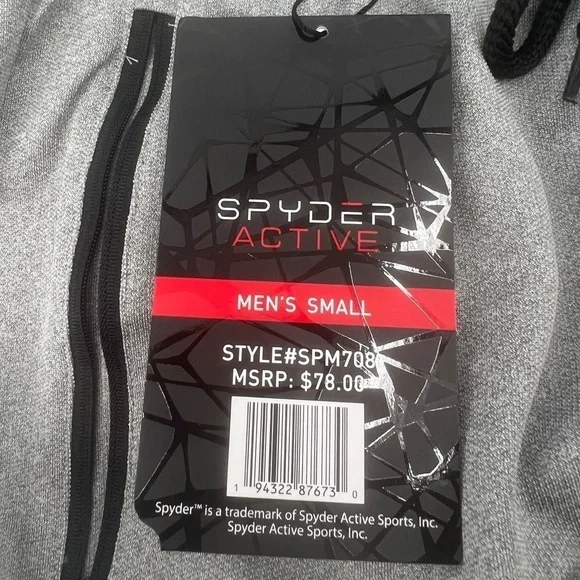 SPYDER
ACTIVE
MEN'S SMALL
STYLE#SPM708
MSRP: $78.00
1 94322 87673 0
Spyder™ is a trademark of Spyder Active Sports, Inc.
Spyder Active Sports, Inc.